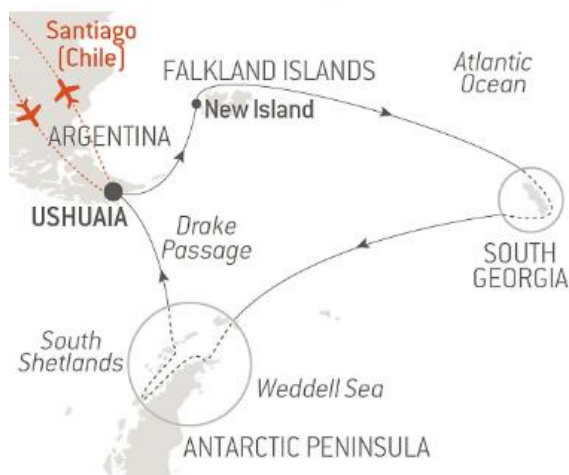 Santiago
(Chile)
FALKLAND ISLANDS
Atlantic
Ocean
New Island
ARGENTINA
USHUAIA
Drake
Passage
SOUTH
GEORGIA
South
Shetlands
Weddell Sea
ANTARCTIC PENINSULA